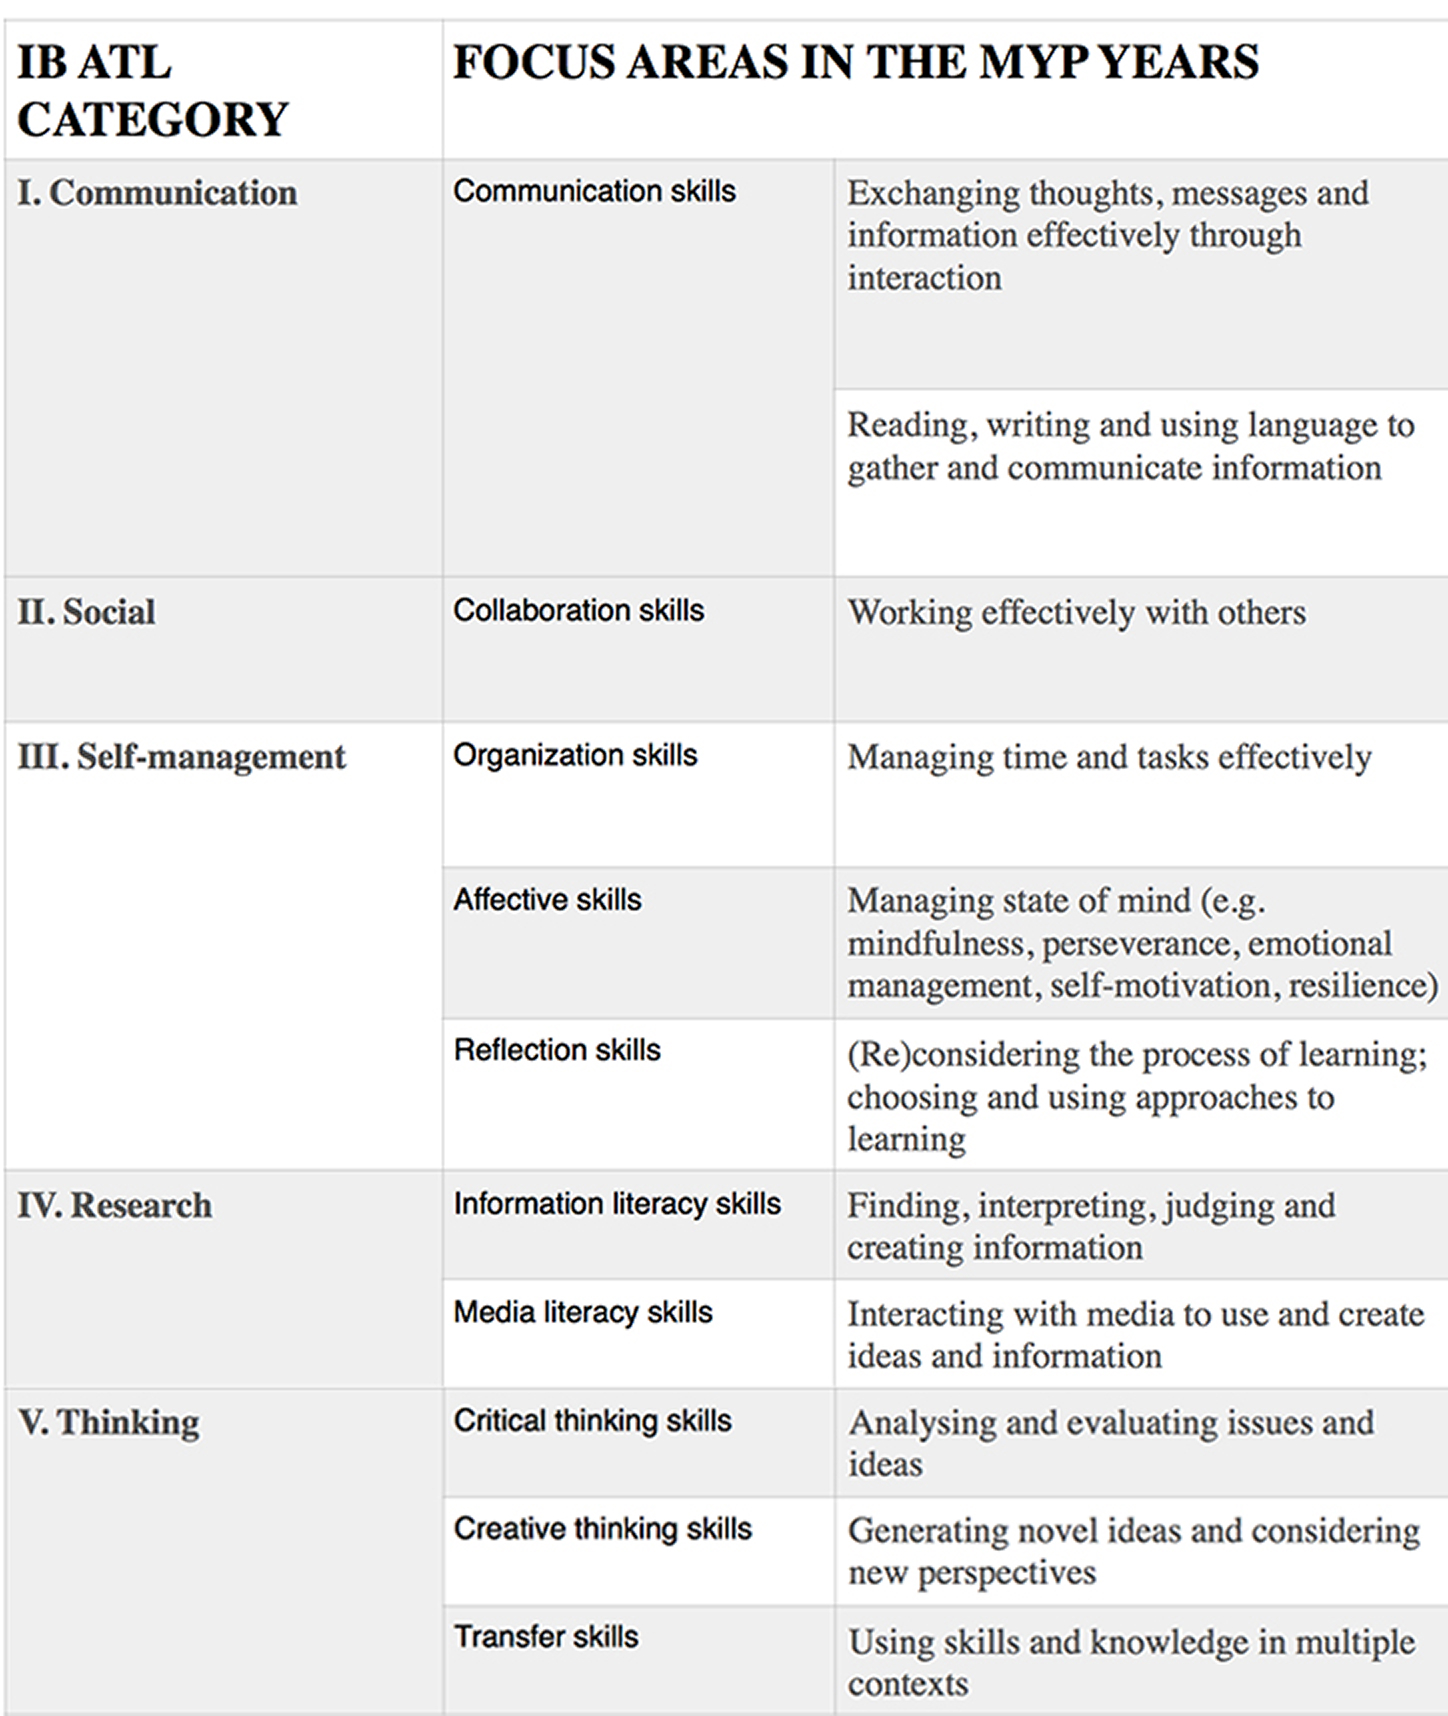 IB ATL
CATEGORY
FOCUS AREAS IN THE MYP YEARS
I. Communication
Communication skills
Exchanging thoughts, messages and
information effectively through
interaction
Reading, writing and using language to
gather and communicate information
II. Social
Collaboration skills
Working effectively with others
III. Self-management
Organization skills
Managing time and tasks effectively
Affective skills
Managing state of mind (e.g.
mindfulness, perseverance, emotional
management, self-motivation, resilience)
Reflection skills
(Re)considering the process of learning;
choosing and using approaches to
learning
IV. Research
Information literacy skills
Finding, interpreting, judging and
creating information
Media literacy skills
Interacting with media to use and create
ideas and information
V. Thinking
Critical thinking skills
Analysing and evaluating issues and
ideas
Creative thinking skills
Generating novel ideas and considering
new perspectives
Transfer skills
Using skills and knowledge in multiple
contexts